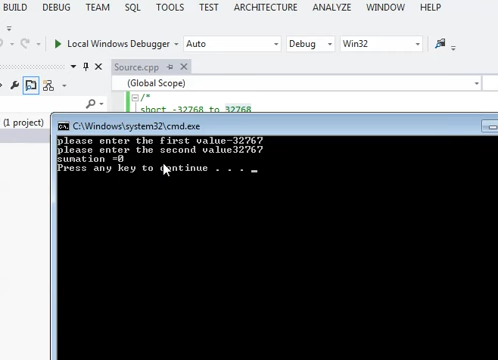 BUILD DEBUG TEAM SQL TOOLS TEST ARCHITECTURE ANALYZE WINDOW HELP
Local Windows Debugger Auto Debug Win32
Source.cpp
(Global Scope)
/*
short -32768 to 32768
(1 project)
C:\Windows\system32\cmd.exe
please enter the first value-32767
please enter the second value32767
sumation =0
Press any key to continue . . . _